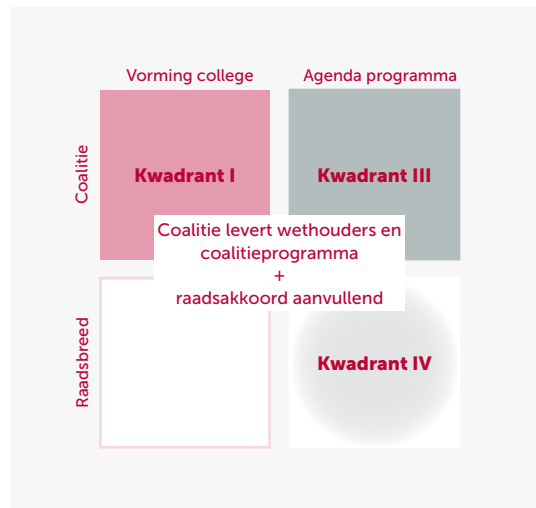 Vorming college
Agenda programma
Coalitie
Kwadrant I
Kwadrant III
Coalitie levert wethouders en
coalitieprogramma
+
raadsakkoord aanvullend
Raadsbreed
Kwadrant IV